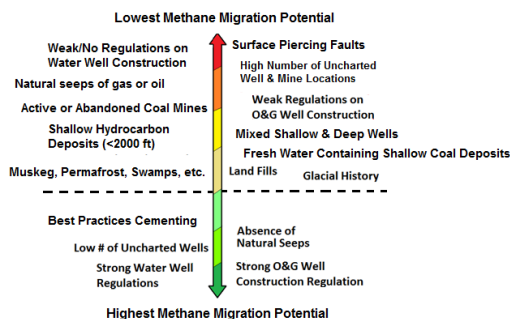 Lowest Methane Migration Potential
Weak/No Regulations on
Water Well Construction
Surface Piercing Faults
High Number of Uncharted
Well & Mine Locations
Natural seeps of gas or oil
Weak Regulations on
O&G Well Construction
Active or Abandoned Coal Mines
Shallow Hydrocarbon
Deposits (<2000 ft)
Mixed Shallow & Deep Wells
Fresh Water Containing Shallow Coal Deposits
Muskeg, Permafrost, Swamps, etc.
Land Fills
Glacial History
Best Practices Cementing
Absence of
Natural Seeps
Low # of Uncharted Wells
Strong Water Well
Regulations
Strong O&G Well
Construction Regulation
Highest Methane Migration Potential